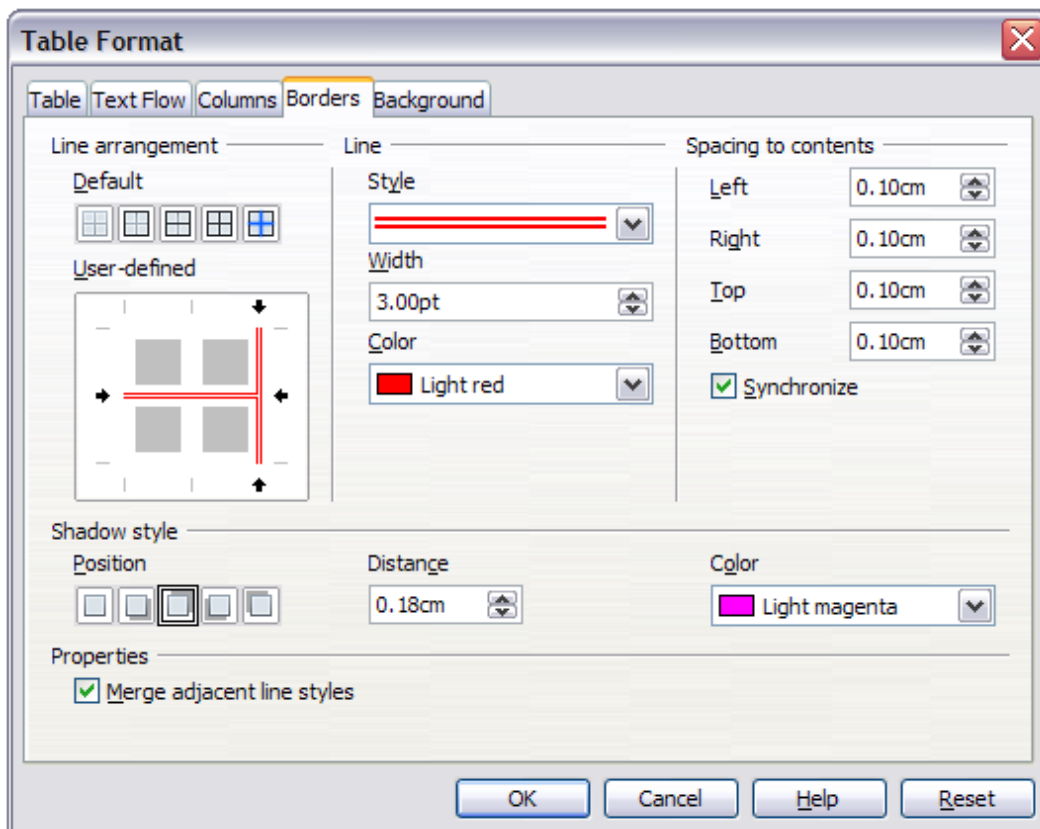 Table Format
Table Text Flow Columns Borders Background
Line arrangement
Default
User-defined
Line
Style
Width
3.00pt
Color
Light red
Spacing to contents
Left 0.10cm
Right 0.10cm
Top 0.10cm
Bottom 0.10cm
Synchronize
Shadow style
Position
Distance
0.18cm
Color
Light magenta
Properties
Merge adjacent line styles
OK Cancel Help Reset